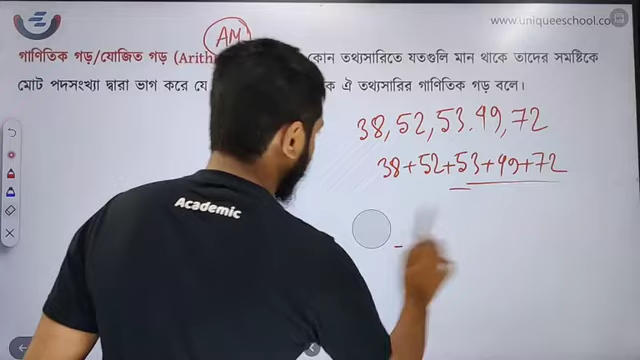 www.uniqueeschool.com
AM
গাণিতিক গড়/যোজিত গড় (Arith কোন তথ্যসারিতে যতগুলি মান থাকে তাদের সমষ্টিকে
মোট পদসংখ্যা দ্বারা ভাগ করে যে ঐ তথ্যসারির গাণিতিক গড় বলে।
38, 52, 53. 49, 72
38+52+53+49+72
Academic